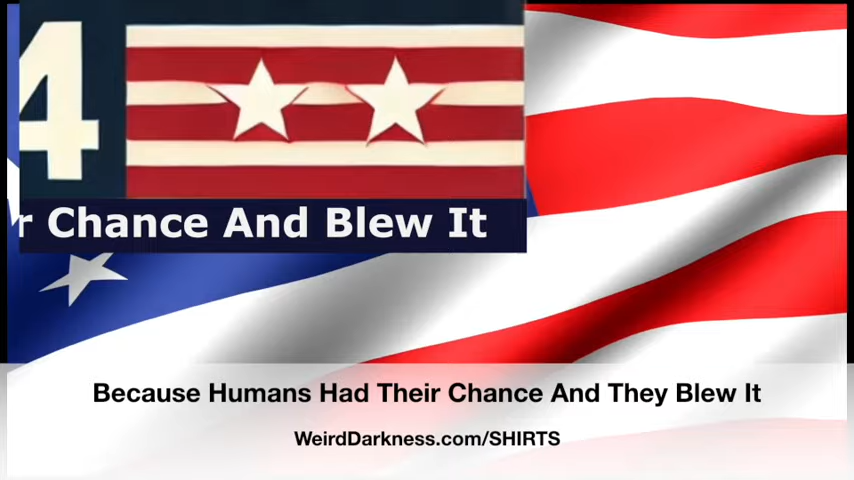 4
r Chance And Blew It
Because Humans Had Their Chance And They Blew It
WeirdDarkness.com/SHIRTS